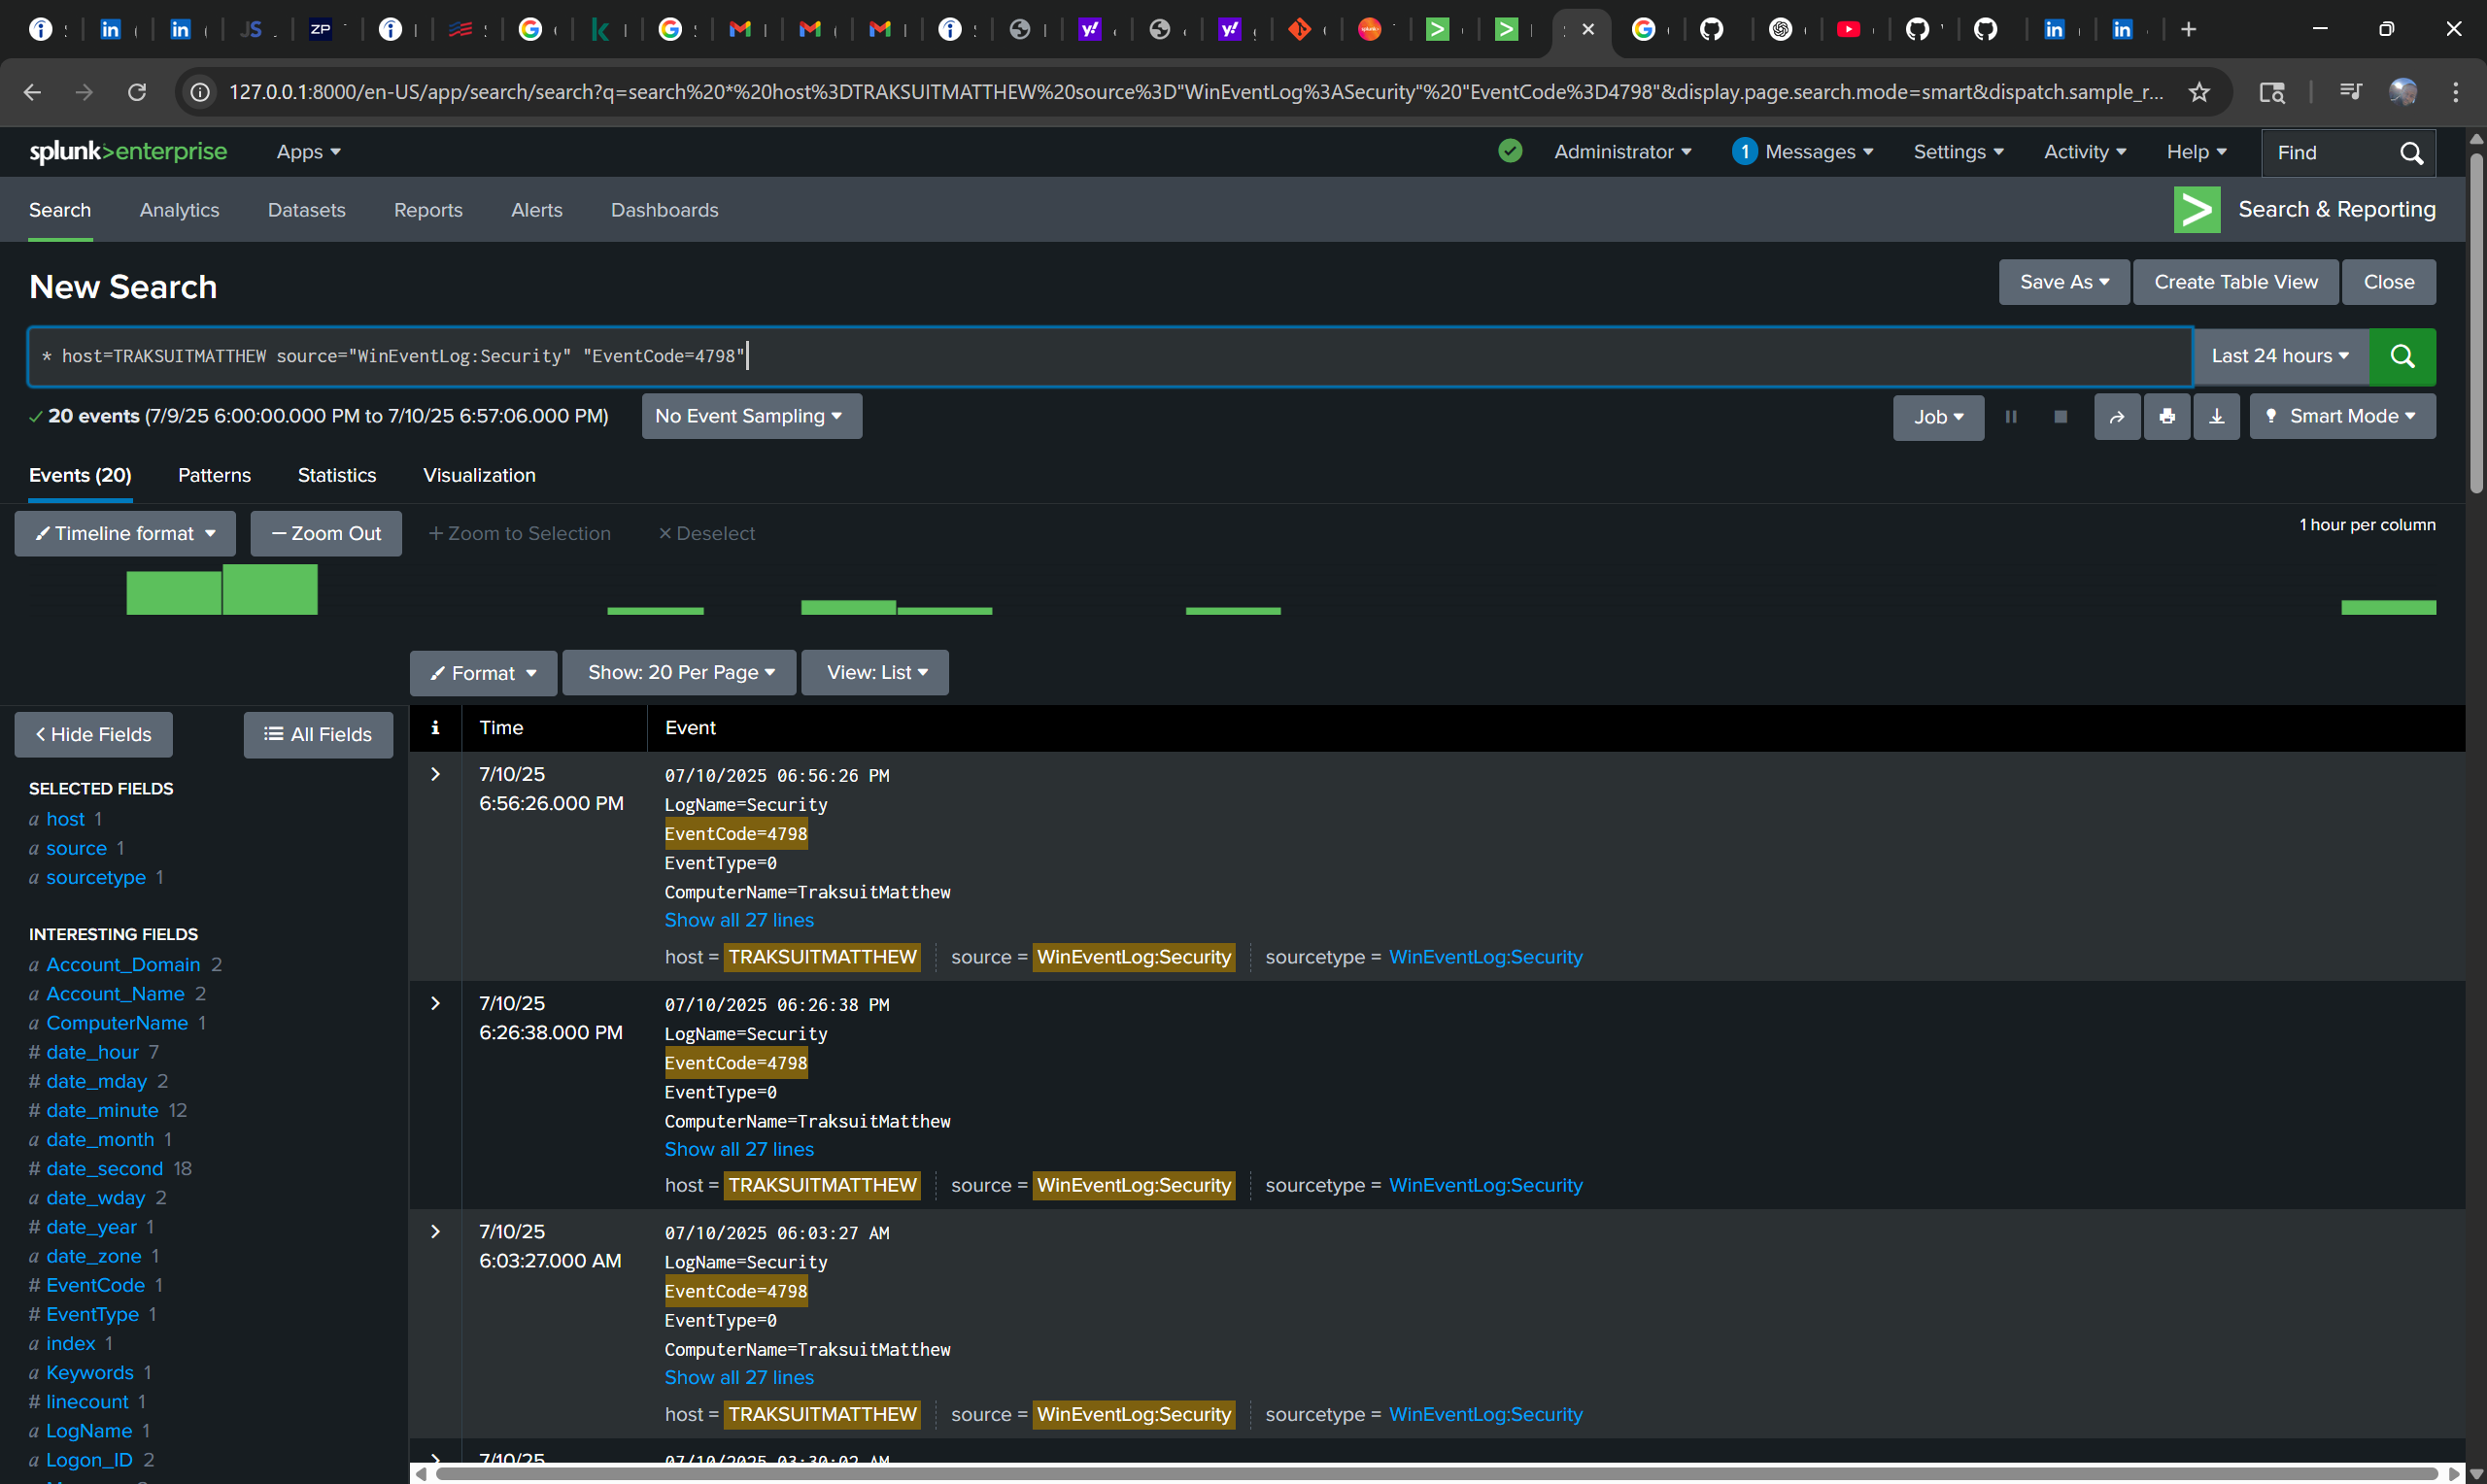 127.0.0.1:8000/en-US/app/search/search?q=search%20*%20host%3DTRAKSUITMATTHEW%20source%3D"WinEventLog%3ASecurity"%20"EventCode%3D4798"&display.page.search.mode=smart&dispatch.sample_r...
splunk>enterprise Apps Administrator 1 Messages Settings Activity Help Find
Search Analytics Datasets Reports Alerts Dashboards Search & Reporting
New Search Save As Create Table View Close
* host=TRAKSUITMATTHEW source="WinEventLog:Security" "EventCode=4798" Last 24 hours
20 events (7/9/25 6:00:00.000 PM to 7/10/25 6:57:06.000 PM) No Event Sampling Job Smart Mode
Events (20) Patterns Statistics Visualization
Timeline format — Zoom Out + Zoom to Selection × Deselect 1 hour per column
Format Show: 20 Per Page View: List
< Hide Fields All Fields
SELECTED FIELDS
a host 1
a source 1
a sourcetype 1
INTERESTING FIELDS
a Account_Domain 2
a Account_Name 2
a ComputerName 1
# date_hour 7
# date_mday 2
# date_minute 12
a date_month 1
# date_second 18
a date_wday 2
# date_year 1
a date_zone 1
# EventCode 1
# EventType 1
a index 1
a Keywords 1
# linecount 1
a LogName 1
a Logon_ID 2
i Time Event
7/10/25
6:56:26.000 PM
07/10/2025 06:56:26 PM
LogName=Security
EventCode=4798
EventType=0
ComputerName=TraksuitMatthew
Show all 27 lines
host = TRAKSUITMATTHEW source = WinEventLog:Security sourcetype = WinEventLog:Security
7/10/25
6:26:38.000 PM
07/10/2025 06:26:38 PM
LogName=Security
EventCode=4798
EventType=0
ComputerName=TraksuitMatthew
Show all 27 lines
host = TRAKSUITMATTHEW source = WinEventLog:Security sourcetype = WinEventLog:Security
7/10/25
6:03:27.000 AM
07/10/2025 06:03:27 AM
LogName=Security
EventCode=4798
EventType=0
ComputerName=TraksuitMatthew
Show all 27 lines
host = TRAKSUITMATTHEW source = WinEventLog:Security sourcetype = WinEventLog:Security
7/10/25
07/10/2025 03:30:02 AM